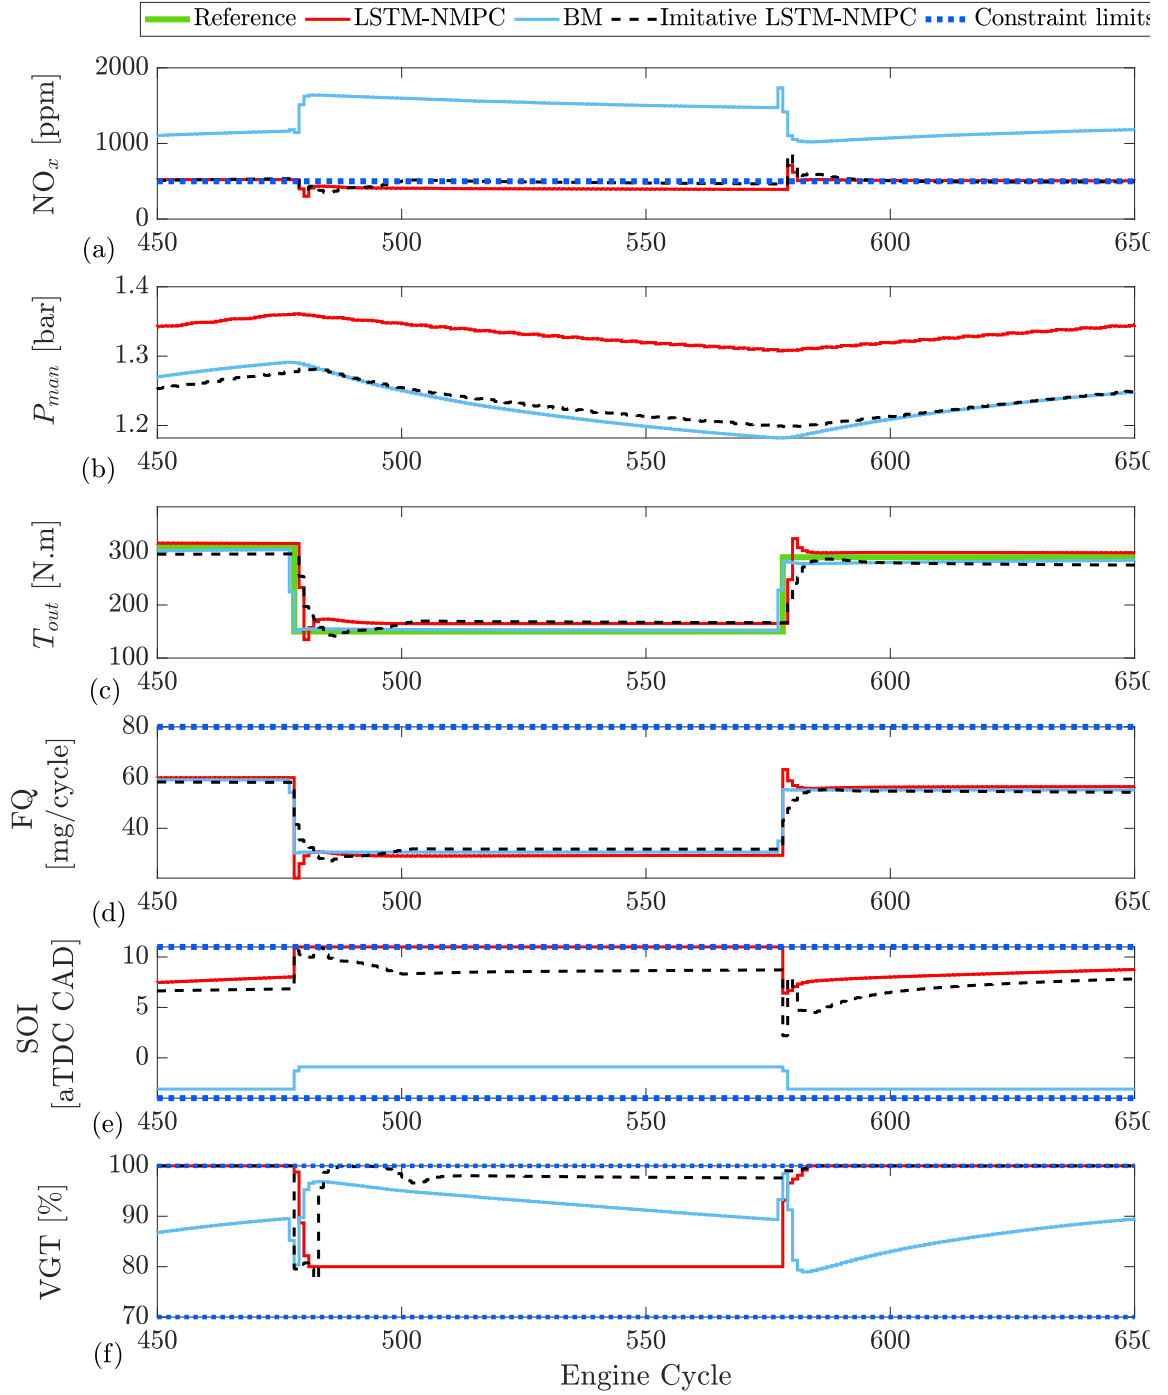 Reference LSTM-NMPC BM Imitative LSTM-NMPC Constraint limits
NOx [ppm]
2000
1000
0
450 500 550 600 650
(a)
Pman [bar]
1.4
1.3
1.2
450 500 550 600 650
(b)
Tout [N.m]
300
200
100
450 500 550 600 650
(c)
FQ
[mg/cycle]
80
60
40
450 500 550 600 650
(d)
SOI
[aTDC CAD]
10
5
0
450 500 550 600 650
(e)
VGT [%]
100
90
80
70
450 500 550 600 650
(f)
Engine Cycle